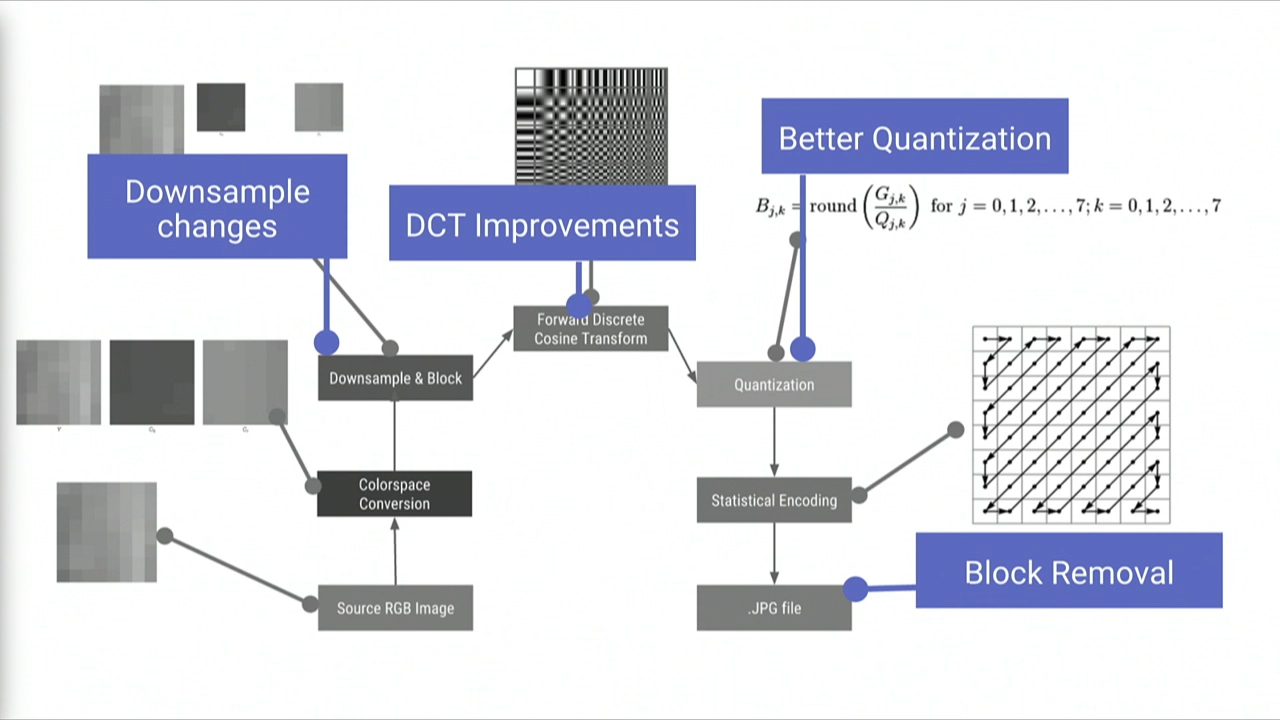 Downsample
changes
DCT Improvements
Better Quantization
B_{j,k} = round (G_{j,k} / Q_{j,k}) for j = 0, 1, 2, ..., 7; k = 0, 1, 2, ..., 7
Forward Discrete
Cosine Transform
Downsample & Block
Quantization
Colorspace
Conversion
Statistical Encoding
Source RGB Image
.JPG file
Block Removal